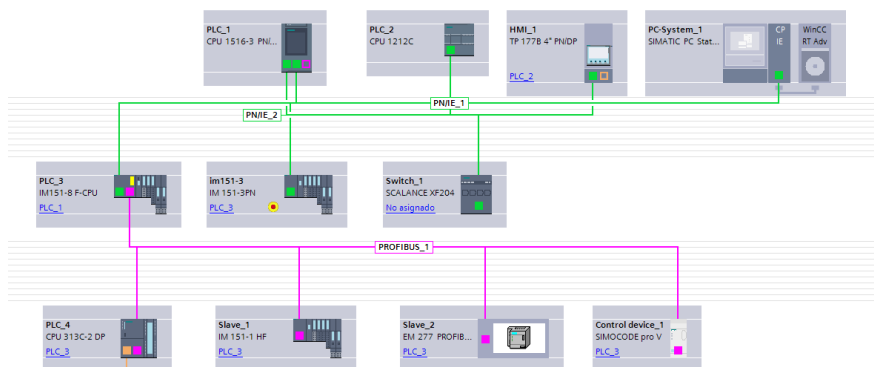 PLC_1
CPU 1516-3 PN/...
PLC_2
CPU 1212C
HMI_1
TP 177B 4" PN/DP
PLC_2
PC-System_1
SIMATIC PC Stat...
CP
IE
WinCC
RT Adv
PN/IE_1
PN/IE_2
PLC_3
IM151-8 F-CPU
PLC_1
im151-3
IM 151-3PN
PLC_3
Switch_1
SCALANCE XF204
No asignado
PROFIBUS_1
PLC_4
CPU 313C-2 DP
PLC_3
Slave_1
IM 151-1 HF
PLC_3
Slave_2
EM 277 PROFIB...
PLC_3
Control device_1
SIMOCODE pro V
PLC_3